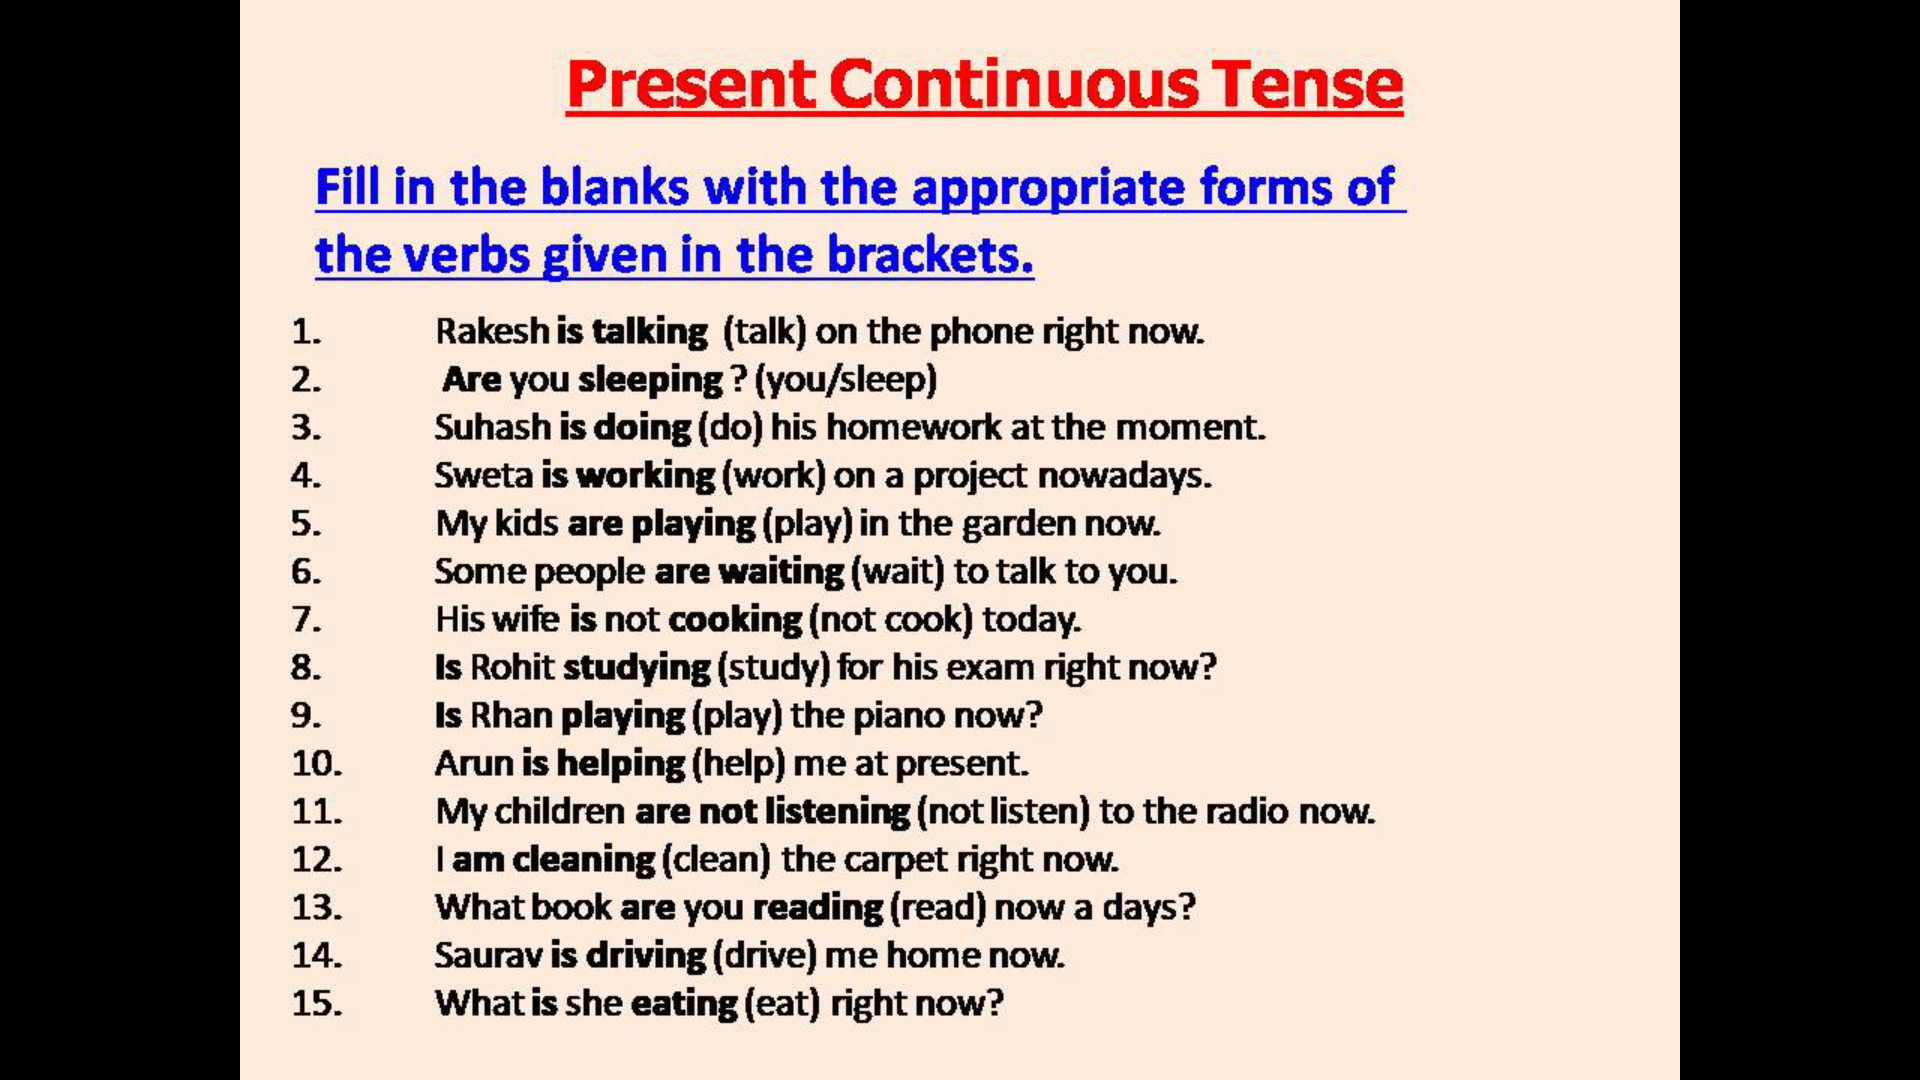 Present Continuous Tense
Fill in the blanks with the appropriate forms of
the verbs given in the brackets.
1. Rakesh is talking (talk) on the phone right now.
2. Are you sleeping ? (you/sleep)
3. Suhash is doing (do) his homework at the moment.
4. Sweta is working (work) on a project nowadays.
5. My kids are playing (play) in the garden now.
6. Some people are waiting (wait) to talk to you.
7. His wife is not cooking (not cook) today.
8. Is Rohit studying (study) for his exam right now?
9. Is Rhan playing (play) the piano now?
10. Arun is helping (help) me at present.
11. My children are not listening (not listen) to the radio now.
12. I am cleaning (clean) the carpet right now.
13. What book are you reading (read) now a days?
14. Saurav is driving (drive) me home now.
15. What is she eating (eat) right now?